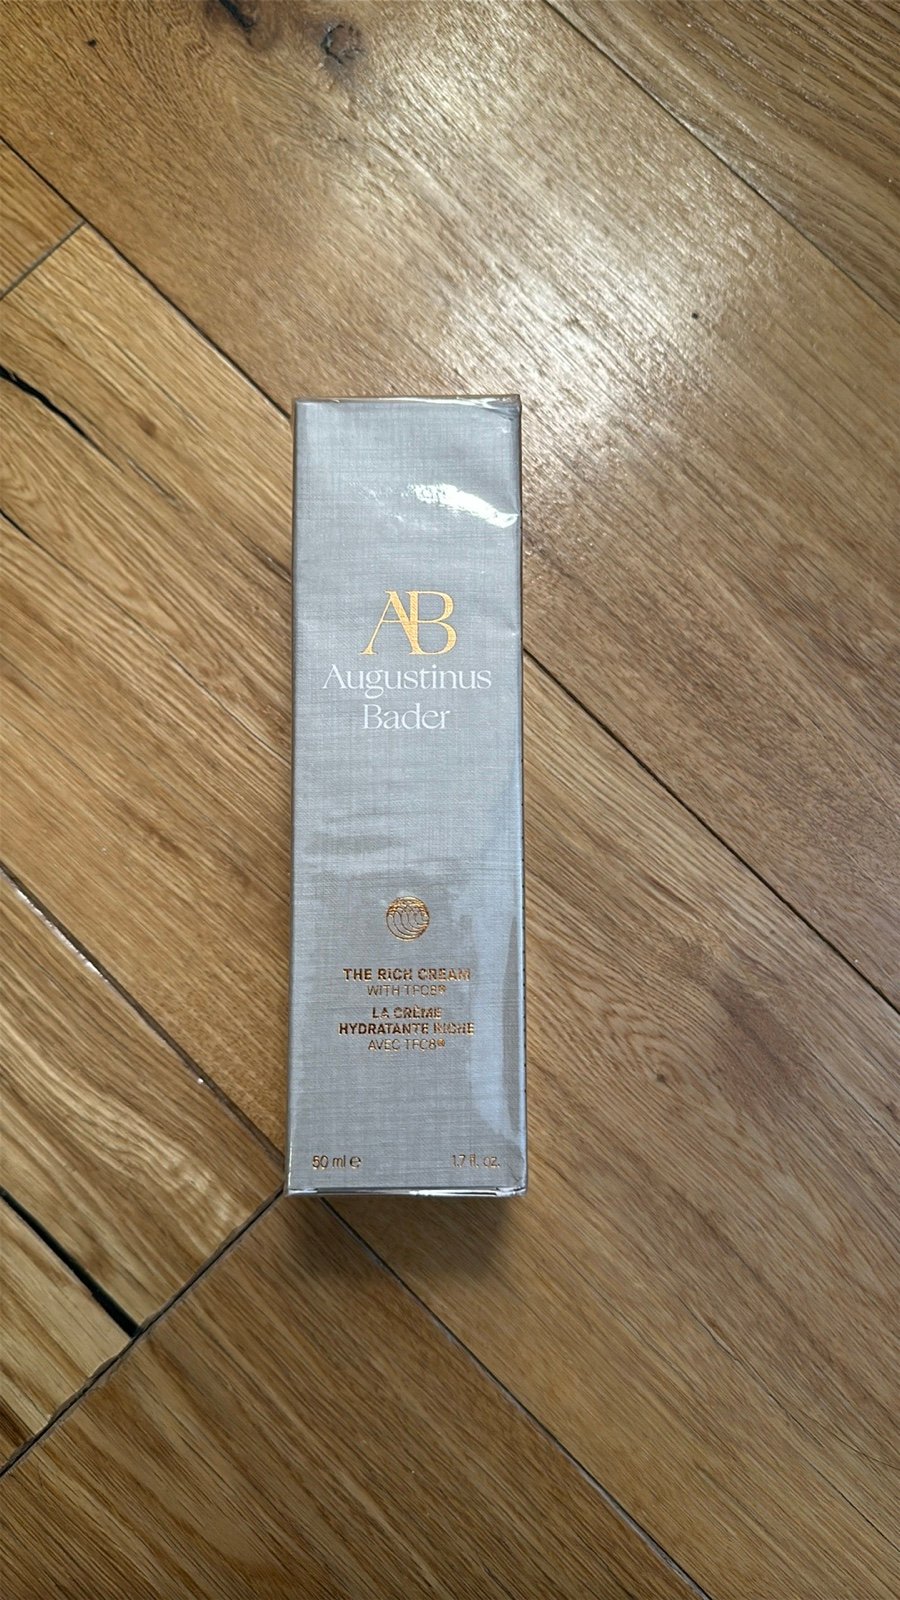 AB
Augustinus
Bader
THE RICH CREAM
WITH TFC8®
LA CRÈME
HYDRATANTE RICHE
AVEC TFC8®
50 ml ℮
1.7 fl. oz.